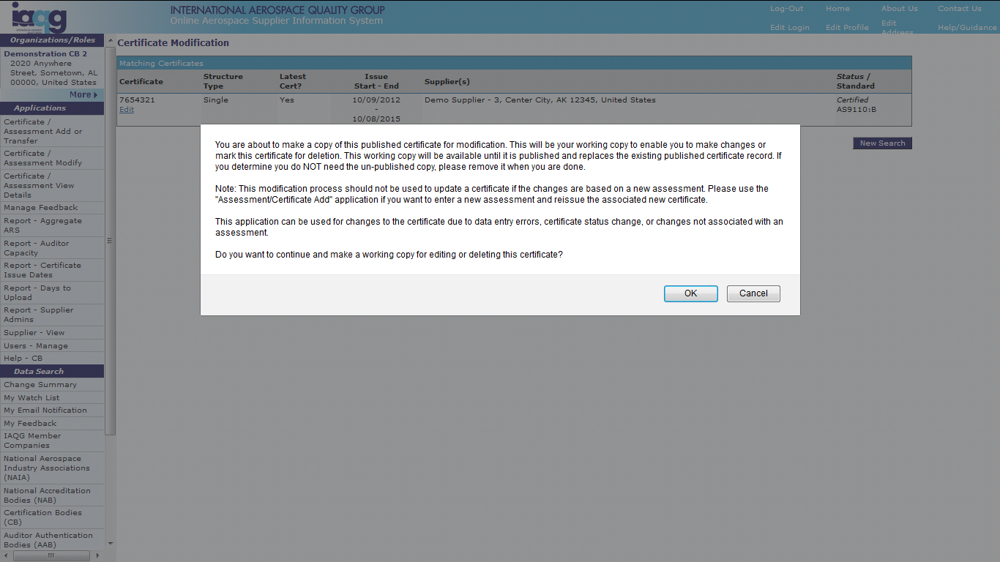 iaqg
INTERNATIONAL AEROSPACE QUALITY GROUP
Online Aerospace Supplier Information System
Log-Out
Home
About Us
Contact Us
Edit Login
Edit Profile
Edit
Address
Help/Guidance
Organizations/Roles
Demonstration CB 2
2020 Anywhere
Street, Sometown, AL
00000, United States
More
Applications
Certificate /
Assessment Add or
Transfer
Certificate /
Assessment Modify
Certificate /
Assessment View
Details
Manage Feedback
Report - Aggregate
ARS
Report - Auditor
Capacity
Report - Certificate
Issue Dates
Report - Days to
Upload
Report - Supplier
Admins
Supplier - View
Users - Manage
Help - CB
Data Search
Change Summary
My Watch List
My Email Notification
My Feedback
IAQG Member
Companies
National Aerospace
Industry Associations
(NAIA)
National Accreditation
Bodies (NAB)
Certification Bodies
(CB)
Auditor Authentication
Bodies (AAB)
Certificate Modification
Matching Certificates
Certificate
Structure
Type
Latest
Cert?
Issue
Start - End
Supplier(s)
Status /
Standard
7654321
Edit
Single
Yes
10/09/2012
-
10/08/2015
Demo Supplier - 3, Center City, AK 12345, United States
Certified
AS9110:B
New Search
You are about to make a copy of this published certificate for modification. This will be your working copy to enable you to make changes or
mark this certificate for deletion. This working copy will be available until it is published and replaces the existing published certificate record. If
you determine you do NOT need the un-published copy, please remove it when you are done.
Note: This modification process should not be used to update a certificate if the changes are based on a new assessment. Please use the
"Assessment/Certificate Add" application if you want to enter a new assessment and reissue the associated new certificate.
This application can be used for changes to the certificate due to data entry errors, certificate status change, or changes not associated with an
assessment.
Do you want to continue and make a working copy for editing or deleting this certificate?
OK
Cancel